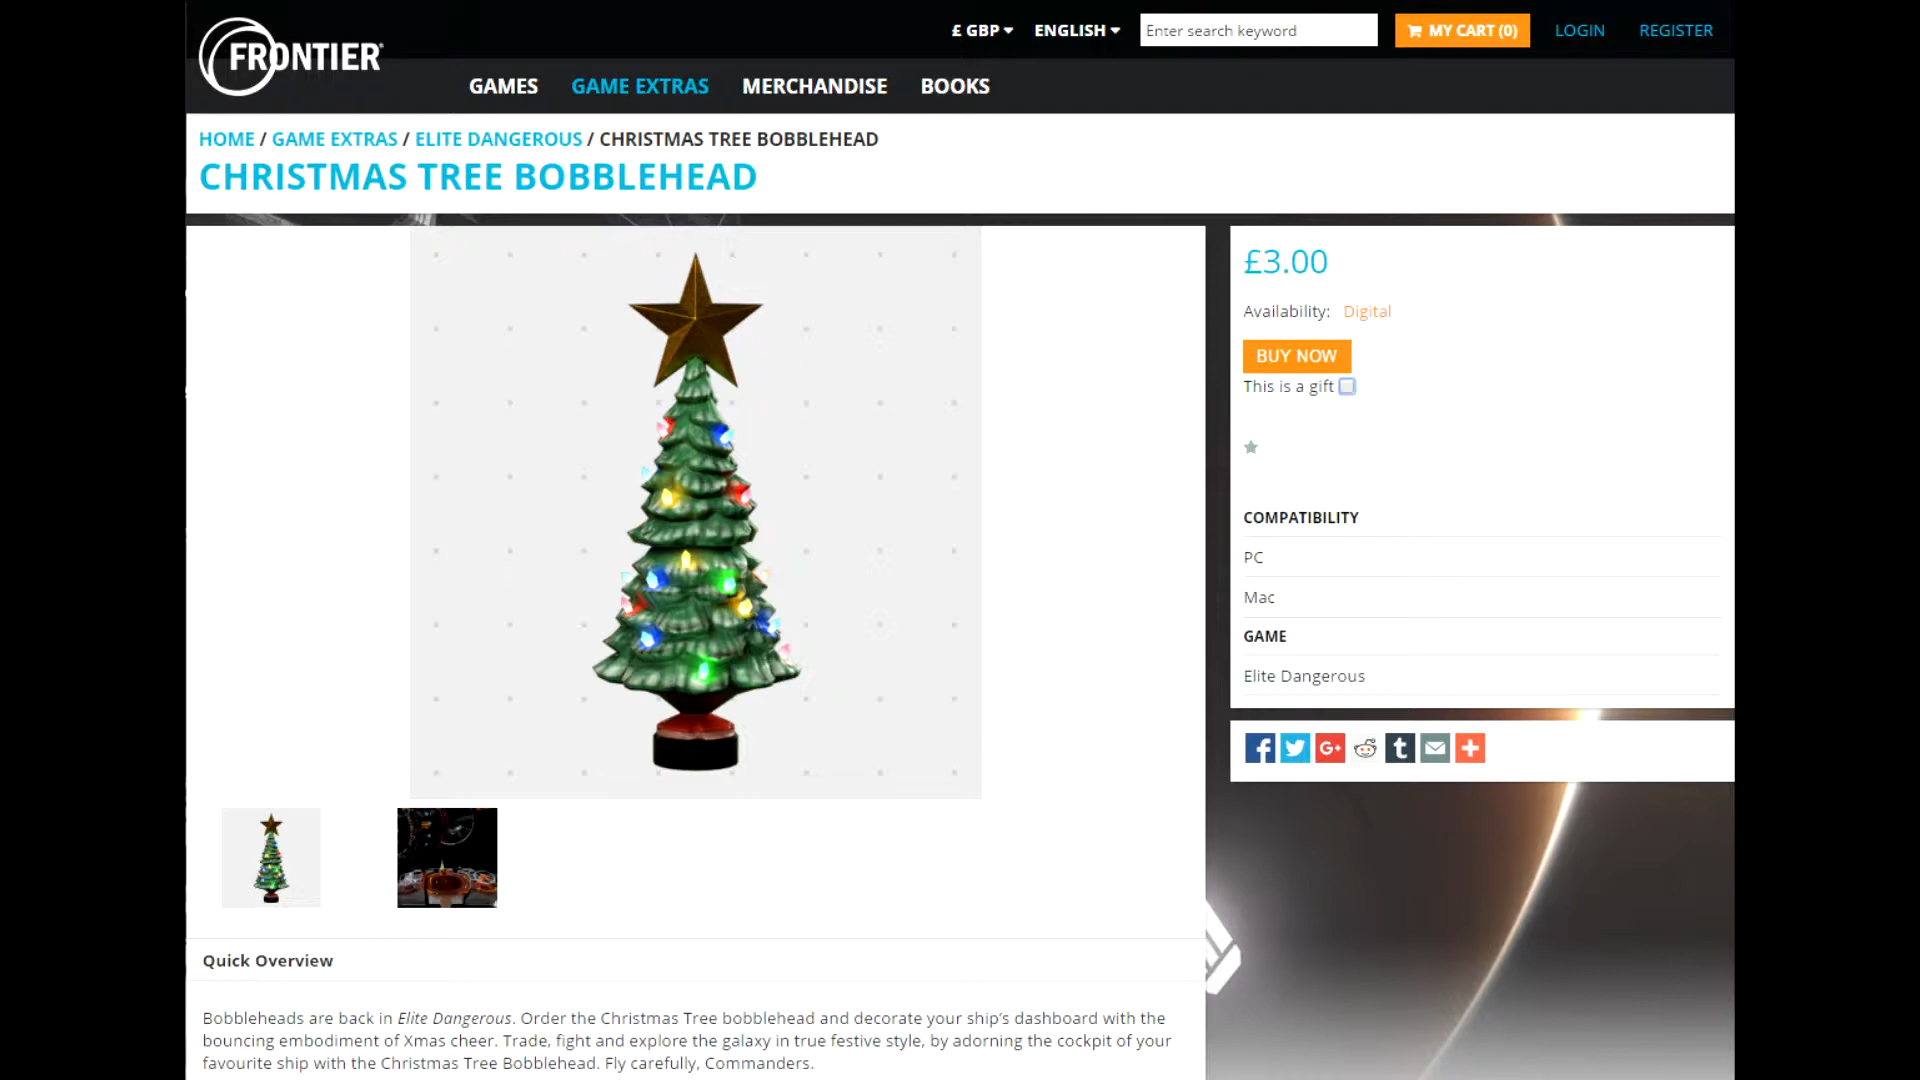 FRONTIER
£ GBP
ENGLISH
Enter search keyword
MY CART (0)
LOGIN
REGISTER
GAMES
GAME EXTRAS
MERCHANDISE
BOOKS
HOME / GAME EXTRAS / ELITE DANGEROUS / CHRISTMAS TREE BOBBLEHEAD
CHRISTMAS TREE BOBBLEHEAD
£3.00
Availability: Digital
BUY NOW
This is a gift
COMPATIBILITY
PC
Mac
GAME
Elite Dangerous
Quick Overview
Bobbleheads are back in Elite Dangerous. Order the Christmas Tree bobblehead and decorate your ship's dashboard with the
bouncing embodiment of Xmas cheer. Trade, fight and explore the galaxy in true festive style, by adorning the cockpit of your
favourite ship with the Christmas Tree Bobblehead. Fly carefully, Commanders.